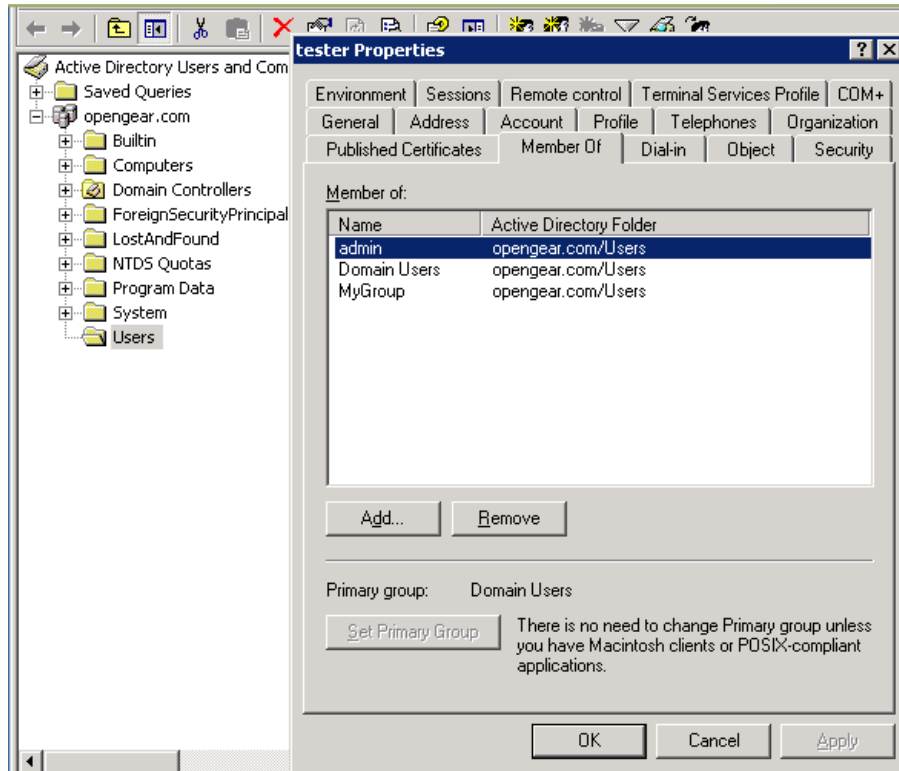 tester Properties
Active Directory Users and Com
Saved Queries
opengear.com
Builtin
Computers
Domain Controllers
ForeignSecurityPrincipal
LostAndFound
NTDS Quotas
Program Data
System
Users
Environment Sessions Remote control Terminal Services Profile COM+
General Address Account Profile Telephones Organization
Published Certificates Member Of Dial-in Object Security
Member of:
Name Active Directory Folder
admin opengear.com/Users
Domain Users opengear.com/Users
MyGroup opengear.com/Users
Add... Remove
Primary group: Domain Users
Set Primary Group
There is no need to change Primary group unless
you have Macintosh clients or POSIX-compliant
applications.
OK Cancel Apply